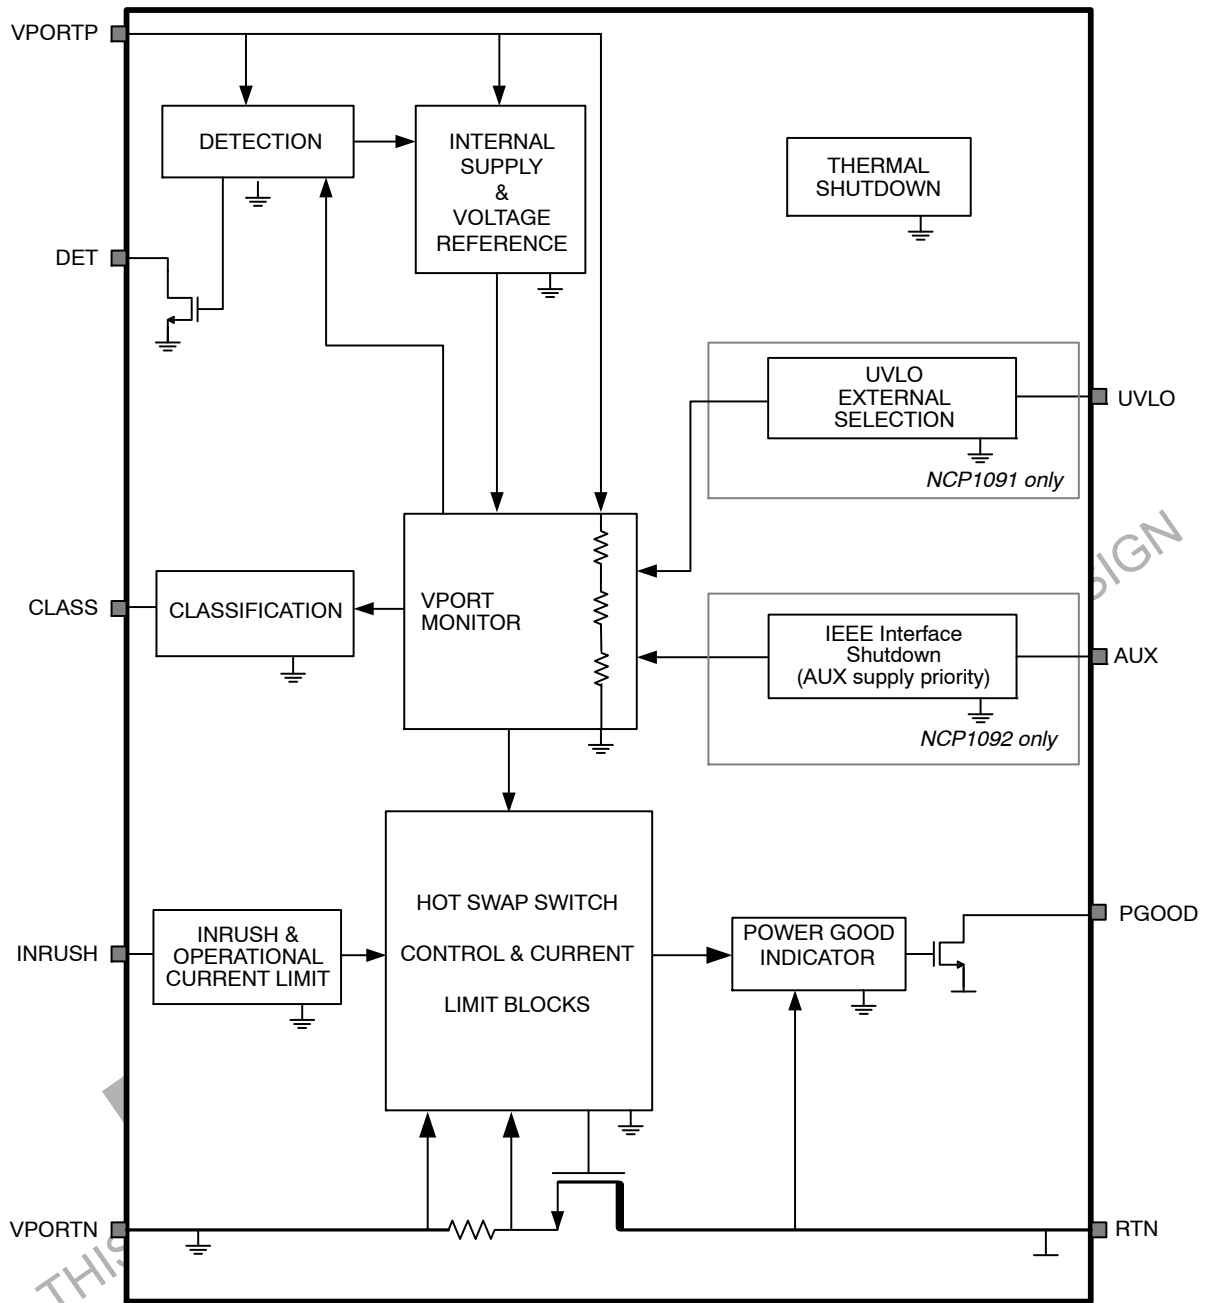 VPORTP
DETECTION
INTERNAL
SUPPLY
&
VOLTAGE
REFERENCE
THERMAL
SHUTDOWN
DET
UVLO
EXTERNAL
SELECTION
UVLO
NCP1091 only
SIGN
CLASS
CLASSIFICATION
VPORT
MONITOR
IEEE Interface
Shutdown
(AUX supply priority)
AUX
NCP1092 only
HOT SWAP SWITCH
CONTROL & CURRENT
LIMIT BLOCKS
INRUSH
INRUSH &
OPERATIONAL
CURRENT LIMIT
POWER GOOD
INDICATOR
PGOOD
VPORTN
RTN
THIS